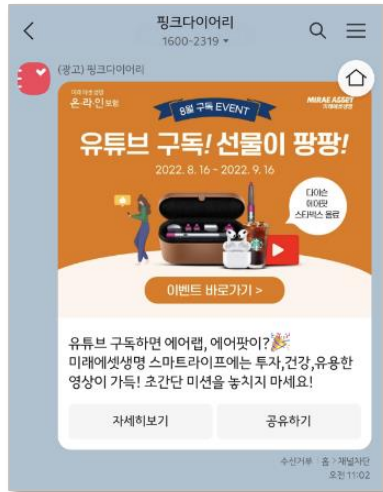 핑크다이어리
1600-2319
(광고) 핑크다이어리
미래에셋생명
온라인보험
8월 구독 EVENT
MIRAE ASSET
미래에셋생명
유튜브 구독! 선물이 팡팡!
2022. 8. 16 - 2022. 9. 16
다이슨
에어팟
스타벅스 음료
이벤트 바로가기 >
유튜브 구독하면 에어랩, 에어팟이?🎉
미래에셋생명 스마트라이프에는 투자,건강,유용한
영상이 가득! 초간단 미션을 놓치지 마세요!
자세히보기
공유하기
수신거부 : 홈 > 채널차단
오전 11:02